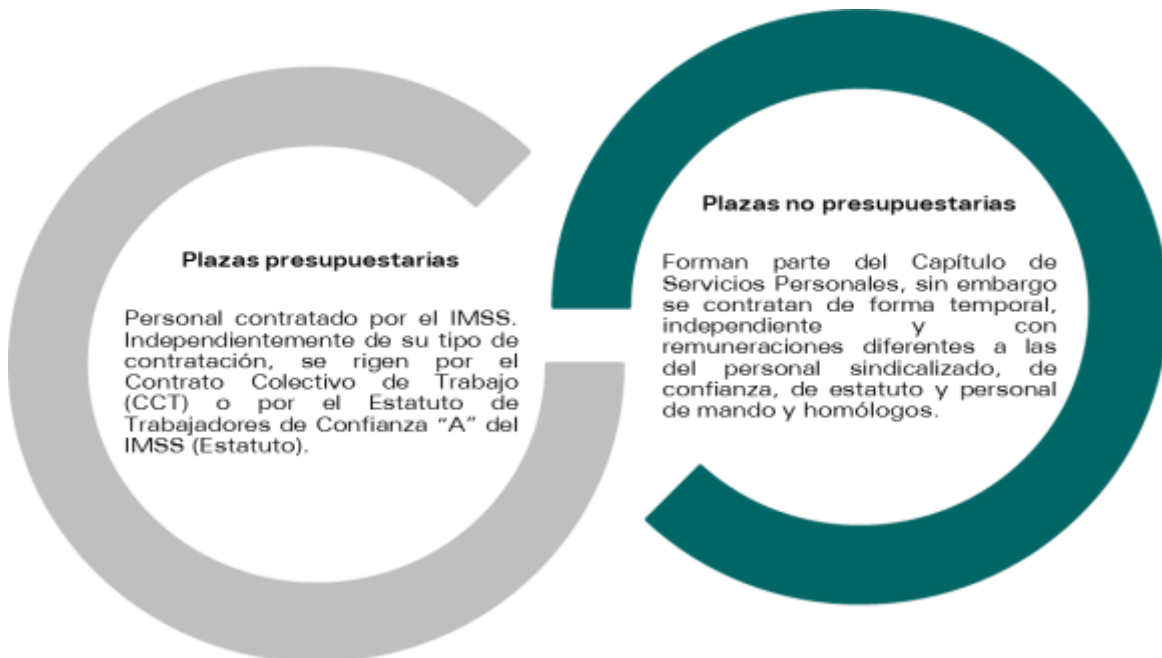 Plazas presupuestarias
Personal contratado por el IMSS.
Independientemente de su tipo de
contratación, se rigen por el
Contrato Colectivo de Trabajo
(CCT) o por el Estatuto de
Trabajadores de Confianza “A” del
IMSS (Estatuto).
Plazas no presupuestarias
Forman parte del Capítulo de
Servicios Personales, sin embargo
se contratan de forma temporal,
independiente y con
remuneraciones diferentes a las
del personal sindicalizado, de
confianza, de estatuto y personal
de mando y homólogos.